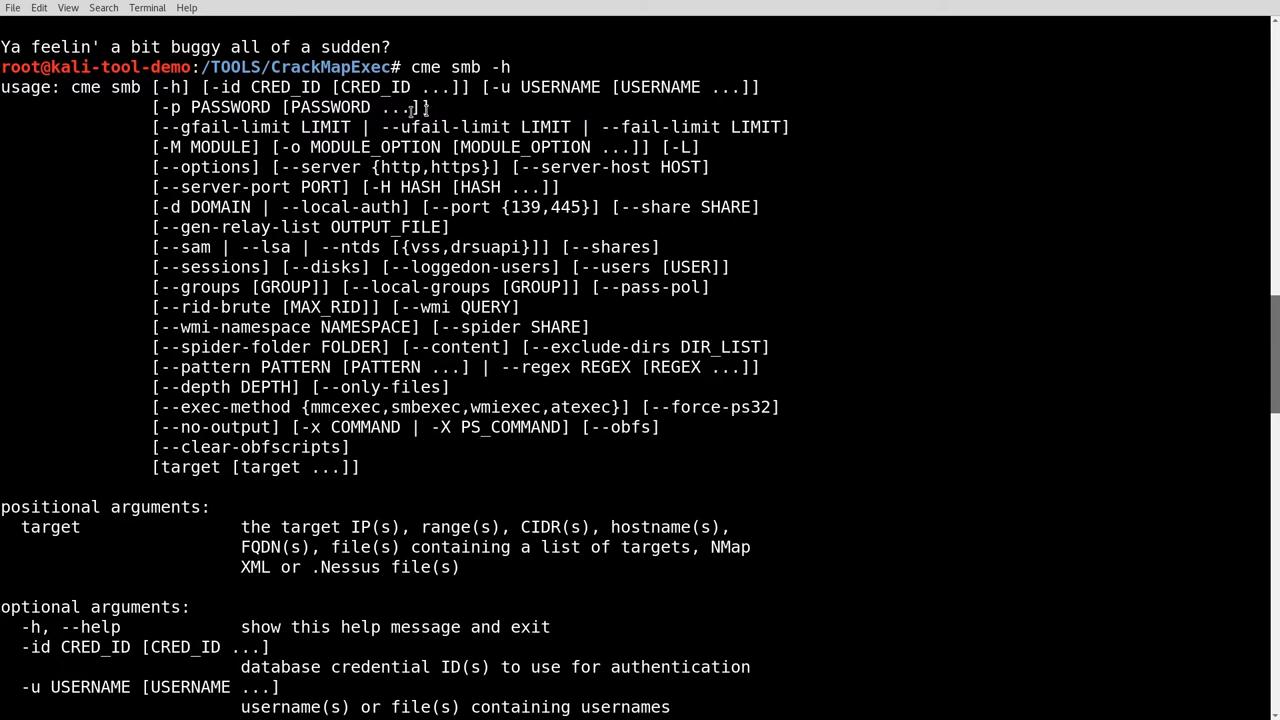 File Edit View Search Terminal Help
Ya feelin' a bit buggy all of a sudden?
root@kali-tool-demo:/TOOLS/CrackMapExec# cme smb -h
usage: cme smb [-h] [-id CRED_ID [CRED_ID ...]] [-u USERNAME [USERNAME ...]]
[-p PASSWORD [PASSWORD ...]]
[--gfail-limit LIMIT | --ufail-limit LIMIT | --fail-limit LIMIT]
[-M MODULE] [-o MODULE_OPTION [MODULE_OPTION ...]] [-L]
[--options] [--server {http,https}] [--server-host HOST]
[--server-port PORT] [-H HASH [HASH ...]]
[-d DOMAIN | --local-auth] [--port {139,445}] [--share SHARE]
[--gen-relay-list OUTPUT_FILE]
[--sam | --lsa | --ntds [{vss,drsuapi}]] [--shares]
[--sessions] [--disks] [--loggedon-users] [--users [USER]]
[--groups [GROUP]] [--local-groups [GROUP]] [--pass-pol]
[--rid-brute [MAX_RID]] [--wmi QUERY]
[--wmi-namespace NAMESPACE] [--spider SHARE]
[--spider-folder FOLDER] [--content] [--exclude-dirs DIR_LIST]
[--pattern PATTERN [PATTERN ...] | --regex REGEX [REGEX ...]]
[--depth DEPTH] [--only-files]
[--exec-method {mmcexec,smbexec,wmiexec,atexec}] [--force-ps32]
[--no-output] [-x COMMAND | -X PS_COMMAND] [--obfs]
[--clear-obfscripts]
[target [target ...]]
positional arguments:
target the target IP(s), range(s), CIDR(s), hostname(s),
FQDN(s), file(s) containing a list of targets, NMap
XML or .Nessus file(s)
optional arguments:
-h, --help show this help message and exit
-id CRED_ID [CRED_ID ...]
database credential ID(s) to use for authentication
-u USERNAME [USERNAME ...]
username(s) or file(s) containing usernames